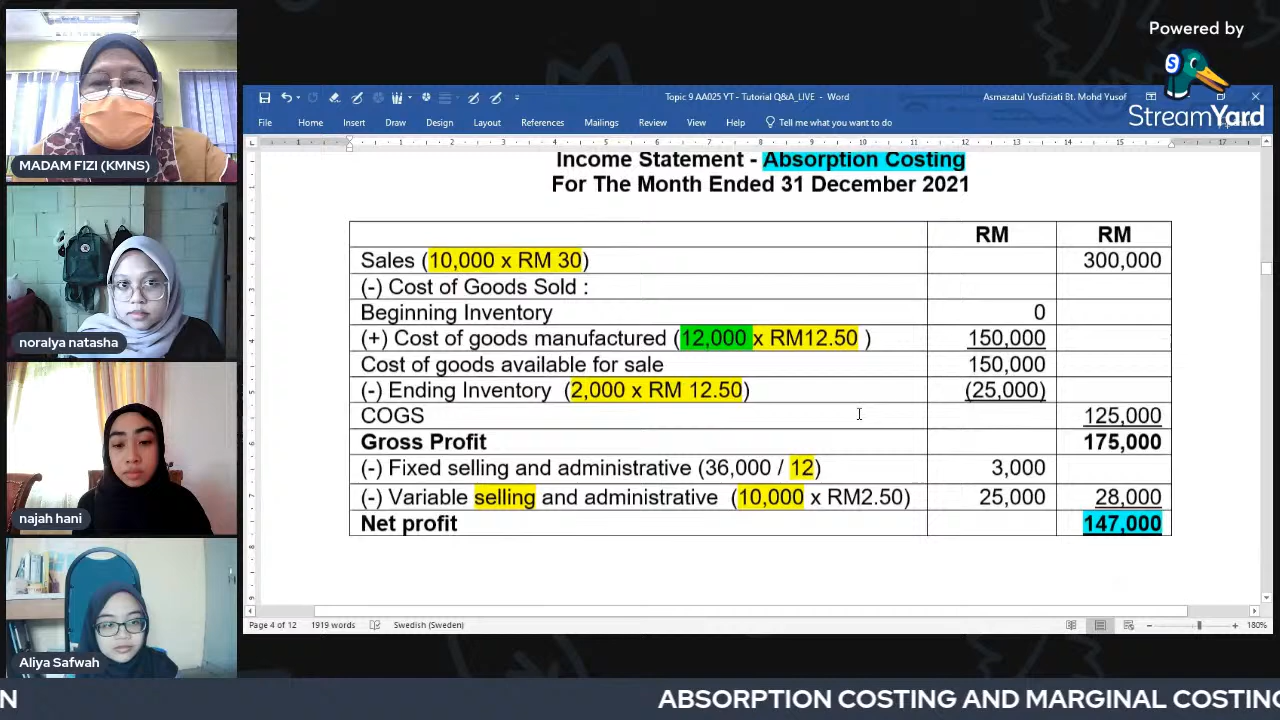 Powered by
S
StreamYard
MADAM FIZI (KMNS)
noralya natasha
najah hani
Aliya Safwah
Topic 9 AA025 YT - Tutorial Q&A_LIVE - Word
Asmazatul Yusfiziati Bt. Mohd Yusof
File Home Insert Draw Design Layout References Mailings Review View Help Tell me what you want to do
Income Statement - Absorption Costing
For The Month Ended 31 December 2021
RM RM
Sales (10,000 x RM 30) 300,000
(-) Cost of Goods Sold :
Beginning Inventory 0
(+) Cost of goods manufactured (12,000 x RM12.50 ) 150,000
Cost of goods available for sale 150,000
(-) Ending Inventory (2,000 x RM 12.50) (25,000)
COGS 125,000
Gross Profit 175,000
(-) Fixed selling and administrative (36,000 / 12) 3,000
(-) Variable selling and administrative (10,000 x RM2.50) 25,000 28,000
Net profit 147,000
Page 4 of 12 1919 words Swedish (Sweden) 180%
N ABSORPTION COSTING AND MARGINAL COSTING